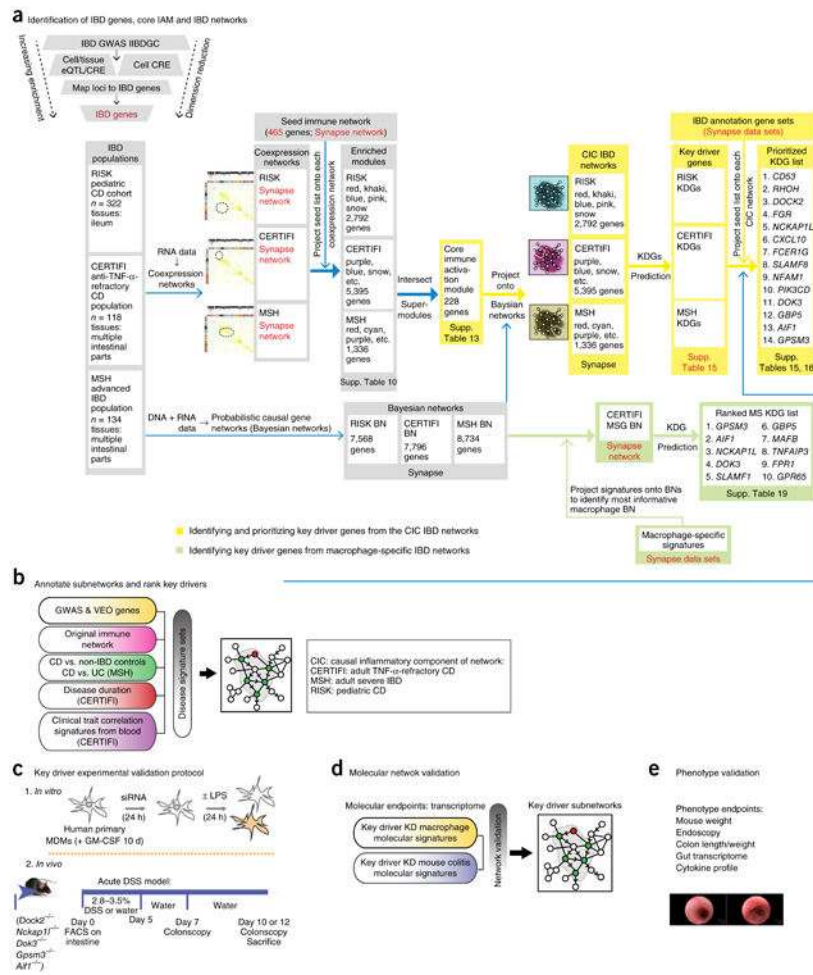 a Identification of IBD genes, core IAM and IBD networks
Increasing enrichment
IBD GWAS IIBDGC
Cell/tissue
eQTL/CRE
Cell CRE
Map loci to IBD genes
IBD genes
Dimension reduction
IBD
populations
RISK
pediatric
CD cohort
n = 322
tissues:
ileum
CERTIFI
anti-TNF-α-
refractory
CD
population
n = 118
tissues:
multiple
intestinal
parts
MSH
advanced
IBD
population
n = 134
tissues:
multiple
intestinal
parts
RNA data
Coexpression
networks
Seed immune network
(465 genes; Synapse network)
Coexpression
networks
RISK
Synapse
network
CERTIFI
Synapse
network
MSH
Synapse
network
Project seed list onto each
coexpression network
Enriched
modules
RISK
red, khaki,
blue, pink,
snow
2,792
genes
CERTIFI
purple,
blue, snow,
etc.
5,395
genes
MSH
red, cyan,
purple, etc.
1,336
genes
Supp. Table 10
Intersect
Super-
modules
Core
immune
activa-
tion
module
228
genes
Supp.
Table 13
Project
onto
Baysian
networks
CIC IBD
networks
RISK
red, khaki,
blue, pink,
snow
2,792
genes
CERTIFI
purple,
blue, snow,
etc.
5,395
genes
MSH
red, cyan,
purple, etc.
1,336
genes
Synapse
KDGs
Prediction
Key driver
genes
RISK
KDGs
CERTIFI
KDGs
MSH
KDGs
Supp.
Table 15
IBD annotation gene sets
(Synapse data sets)
Project seed list onto each
CIC network
Prioritized
KDG list
1. CD53
2. RHOH
3. DOCK2
4. FGR
5. NCKAP1L
6. CXCL10
7. FCER1G
8. SLAMF8
9. NFAM1
10. PIK3CD
11. DOK3
12. GBP5
13. AIF1
14. GPSM3
Supp.
Tables 15, 16
DNA + RNA
data
Probabilistic causal gene
networks (Bayesian networks)
Bayesian networks
RISK BN
7,568
genes
CERTIFI
BN
7,796
genes
MSH BN
8,734
genes
Synapse
CERTIFI
MSG BN
Synapse
network
KDG
Prediction
Ranked MS KDG list
1. GPSM3 6. GBP5
2. AIF1 7. MAFB
3. NCKAP1L 8. TNFAIP3
4. DOK3 9. FPR1
5. SLAMF1 10. GPR65
Supp. Table 19
Project signatures onto BNs
to identify most informative
macrophage BN
Macrophage-specific
signatures
Synapse data sets
Identifying and prioritizing key driver genes from the CIC IBD networks
Identifying key driver genes from macrophage-specific IBD networks
b Annotate subnetworks and rank key drivers
GWAS & VEO genes
Original immune
network
CD vs. non-IBD controls
CD vs. UC (MSH)
Disease duration
(CERTIFI)
Clinical trait correlation
signatures from blood
(CERTIFI)
Disease signature sets
CIC: causal inflammatory component of network:
CERTIFI: adult TNF-α-refractory CD
MSH: adult severe IBD
RISK: pediatric CD
c Key driver experimental validation protocol
1. In vitro
siRNA
(24 h)
± LPS
(24 h)
Human primary
MDMs (+ GM-CSF 10 d)
2. In vivo
Acute DSS model:
2.8–3.5%
DSS or water
Water
Water
Day 0
FACS on
intestine
Day 5
Day 7
Colonscopy
Day 10 or 12
Colonoscopy
Sacrifice
(Dock2−/−
Nckap1l−/−
Dok3−/−
Gpsm3−/−
Aif1−/−)
d Molecular netwok validation
Molecular endpoints: transcriptome
Key driver KD macrophage
molecular signatures
Key driver KD mouse colitis
molecular signatures
Network validation
Key driver subnetworks
e Phenotype validation
Phenotype endpoints:
Mouse weight
Endoscopy
Colon length/weight
Gut transcriptome
Cytokine profile